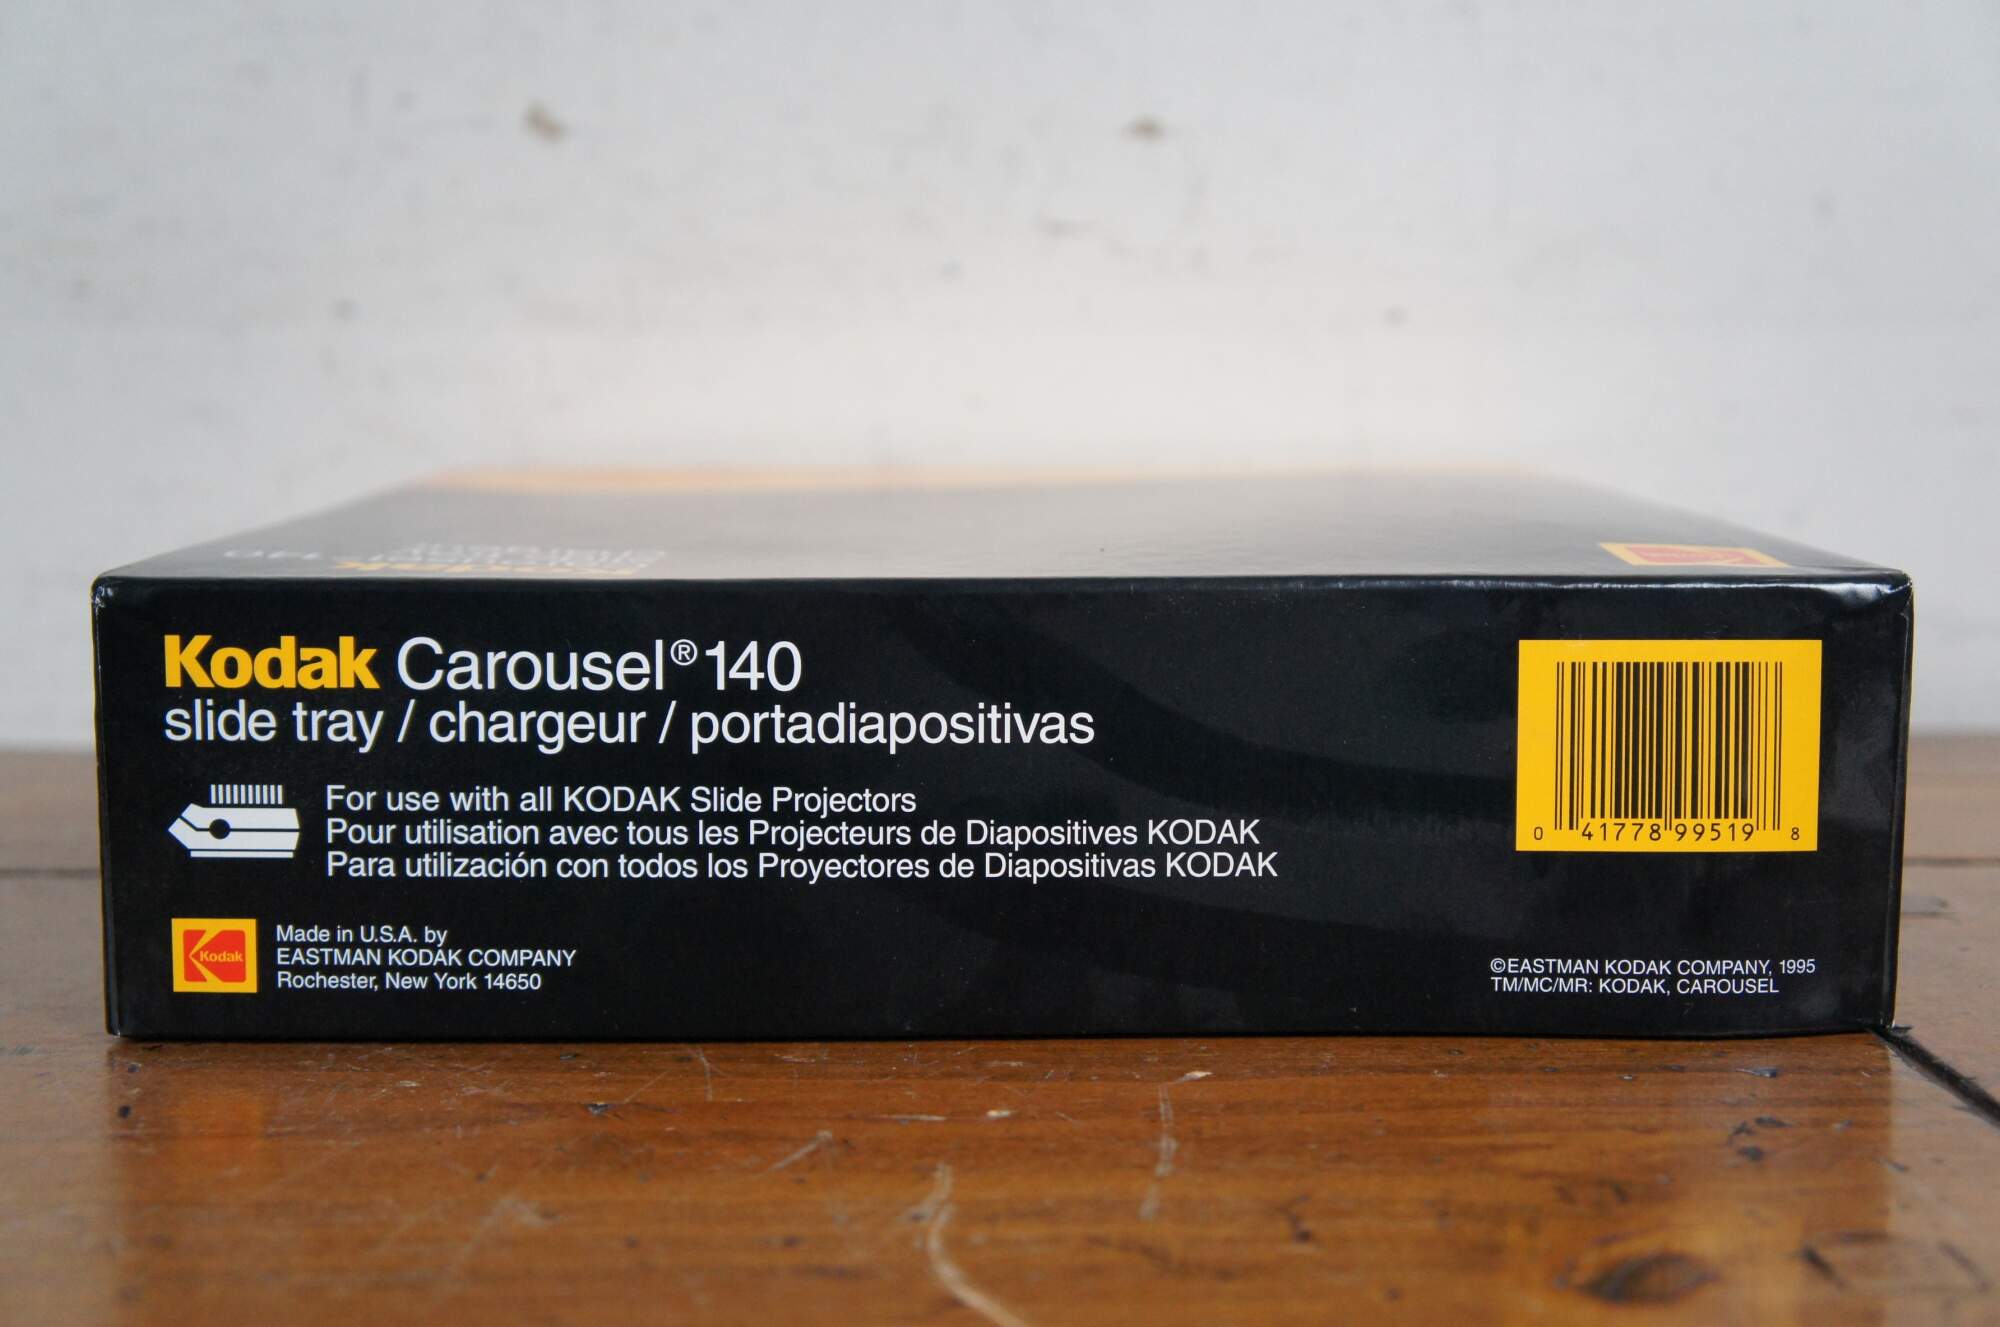 Kodak Carousel® 140
slide tray / chargeur / portadiapositivas
For use with all KODAK Slide Projectors
Pour utilisation avec tous les Projecteurs de Diapositives KODAK
Para utilización con todos los Proyectores de Diapositivas KODAK
0 41778 99519 8
Kodak
Made in U.S.A. by
EASTMAN KODAK COMPANY
Rochester, New York 14650
©EASTMAN KODAK COMPANY, 1995
TM/MC/MR: KODAK, CAROUSEL